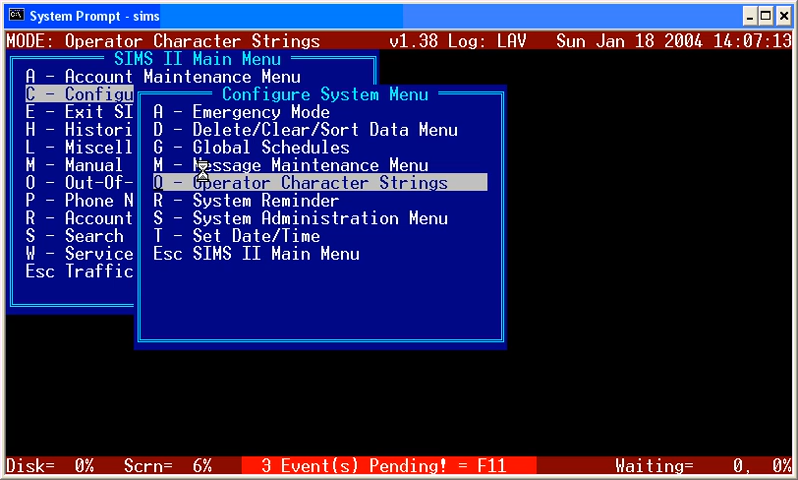 System Prompt - sims
MODE: Operator Character Strings v1.38 Log: LAV Sun Jan 18 2004 14:07:13
SIMS II Main Menu
A - Account Maintenance Menu
C - Configu
E - Exit SI
H - Histori
L - Miscell
M - Manual
O - Out-Of-
P - Phone N
R - Account
S - Search
W - Service
Esc Traffic
Configure System Menu
A - Emergency Mode
D - Delete/Clear/Sort Data Menu
G - Global Schedules
M - Message Maintenance Menu
O - Operator Character Strings
R - System Reminder
S - System Administration Menu
T - Set Date/Time
Esc SIMS II Main Menu
Disk= 0% Scrn= 6% 3 Event(s) Pending! = F11 Waiting= 0, 0%